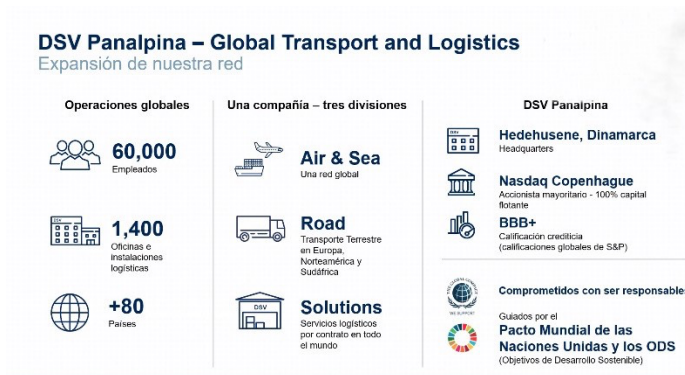 DSV Panalpina – Global Transport and Logistics
Expansión de nuestra red
Operaciones globales
60,000
Empleados
1,400
Oficinas e
instalaciones
logísticas
+80
Países
Una compañía – tres divisiones
Air & Sea
Una red global
Road
Transporte Terrestre
en Europa,
Norteamérica y
Sudáfrica
DSV
Solutions
Servicios logísticos
por contrato en todo
el mundo
DSV Panalpina
Hedehusene, Dinamarca
Headquarters
Nasdaq Copenhague
Accionista mayoritario - 100% capital
flotante
BBB+
Calificación crediticia
(calificaciones globales de S&P)
Comprometidos con ser responsables
WE SUPPORT
Guiados por el
Pacto Mundial de las
Naciones Unidas y los ODS
(Objetivos de Desarrollo Sostenible)